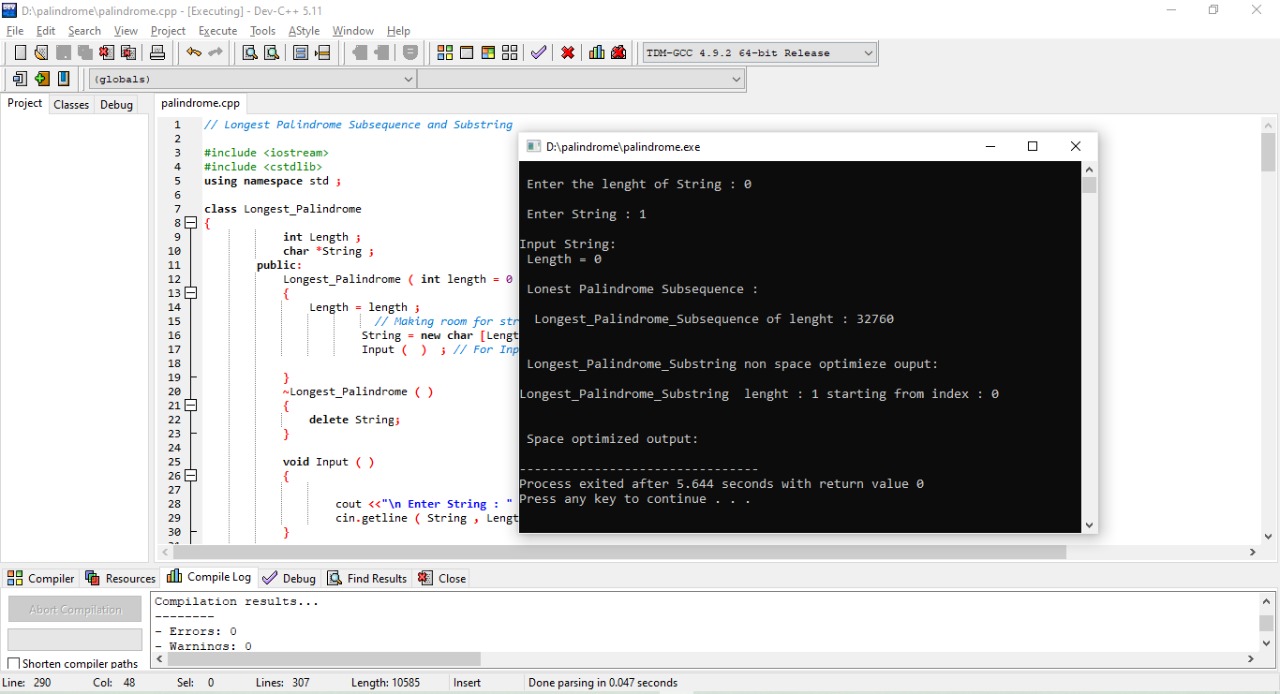 D:\palindrome\palindrome.cpp - [Executing] - Dev-C++ 5.11
File Edit Search View Project Execute Tools AStyle Window Help
TDM-GCC 4.9.2 64-bit Release
(globals)
Project Classes Debug
palindrome.cpp
1 // Longest Palindrome Subsequence and Substring
2
3 #include <iostream>
4 #include <cstdlib>
5 using namespace std ;
6
7 class Longest_Palindrome
8 {
9 int Length ;
10 char *String ;
11 public:
12 Longest_Palindrome ( int length = 0
13 {
14 Length = length ;
15 // Making room for str
16 String = new char [Lengt
17 Input ( ) ; // For Inp
18
19 }
20 ~Longest_Palindrome ( )
21 {
22 delete String;
23 }
24
25 void Input ( )
26 {
27
28 cout <<"\n Enter String : "
29 cin.getline ( String , Lengt
30 }
D:\palindrome\palindrome.exe
Enter the lenght of String : 0
Enter String : 1
Input String:
Length = 0
Lonest Palindrome Subsequence :
Longest_Palindrome_Subsequence of lenght : 32760
Longest_Palindrome_Substring non space optimieze ouput:
Longest_Palindrome_Substring  lenght : 1 starting from index : 0
Space optimized output:
--------------------------------
Process exited after 5.644 seconds with return value 0
Press any key to continue . . .
Compiler Resources Compile Log Debug Find Results Close
Abort Compilation
Shorten compiler paths
Compilation results...
--------
- Errors: 0
- Warnings: 0
Line: 290 Col: 48 Sel: 0 Lines: 307 Length: 10585 Insert Done parsing in 0.047 seconds